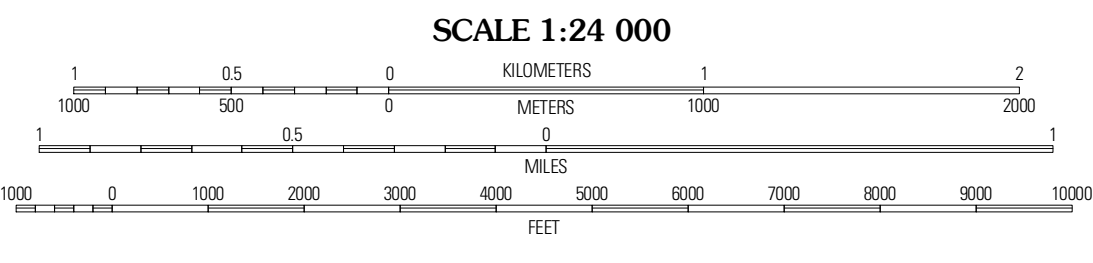 SCALE 1:24 000
1 0.5 0 KILOMETERS 1 2
1000 500 0 METERS 1000 2000
1 0.5 0 1
MILES
1000 0 1000 2000 3000 4000 5000 6000 7000 8000 9000 10000
FEET